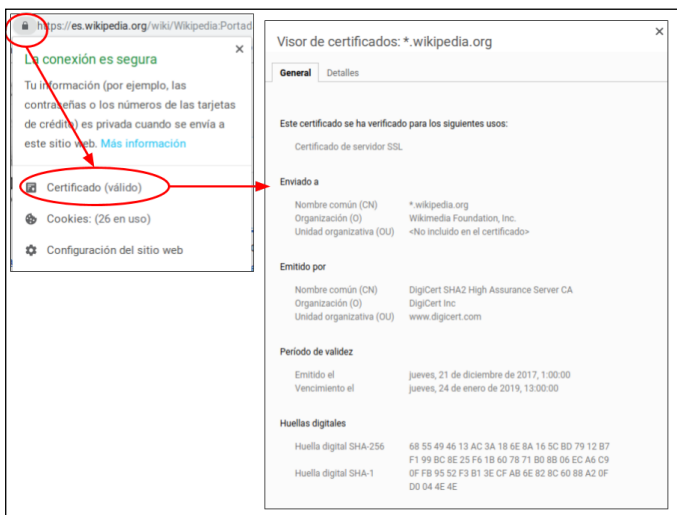 https://es.wikipedia.org/wiki/Wikipedia:Portad
La conexión es segura
Tu información (por ejemplo, las
contraseñas o los números de las tarjetas
de crédito) es privada cuando se envía a
este sitio web. Más información
Certificado (válido)
Cookies: (26 en uso)
Configuración del sitio web
Visor de certificados: *.wikipedia.org
General Detalles
Este certificado se ha verificado para los siguientes usos:
Certificado de servidor SSL
Enviado a
Nombre común (CN) *.wikipedia.org
Organización (O) Wikimedia Foundation, Inc.
Unidad organizativa (OU) <No incluido en el certificado>
Emitido por
Nombre común (CN) DigiCert SHA2 High Assurance Server CA
Organización (O) DigiCert Inc
Unidad organizativa (OU) www.digicert.com
Período de validez
Emitido el jueves, 21 de diciembre de 2017, 1:00:00
Vencimiento el jueves, 24 de enero de 2019, 13:00:00
Huellas digitales
Huella digital SHA-256 68 55 49 46 13 AC 3A 18 6E 8A 16 5C BD 79 12 B7
F1 99 BC 8E 25 F6 1B 60 78 71 B0 8B 06 EC A6 C9
Huella digital SHA-1 0F FB 95 52 F3 B1 3E CF AB 6E 82 8C 60 88 A2 0F
D0 04 4E 4E